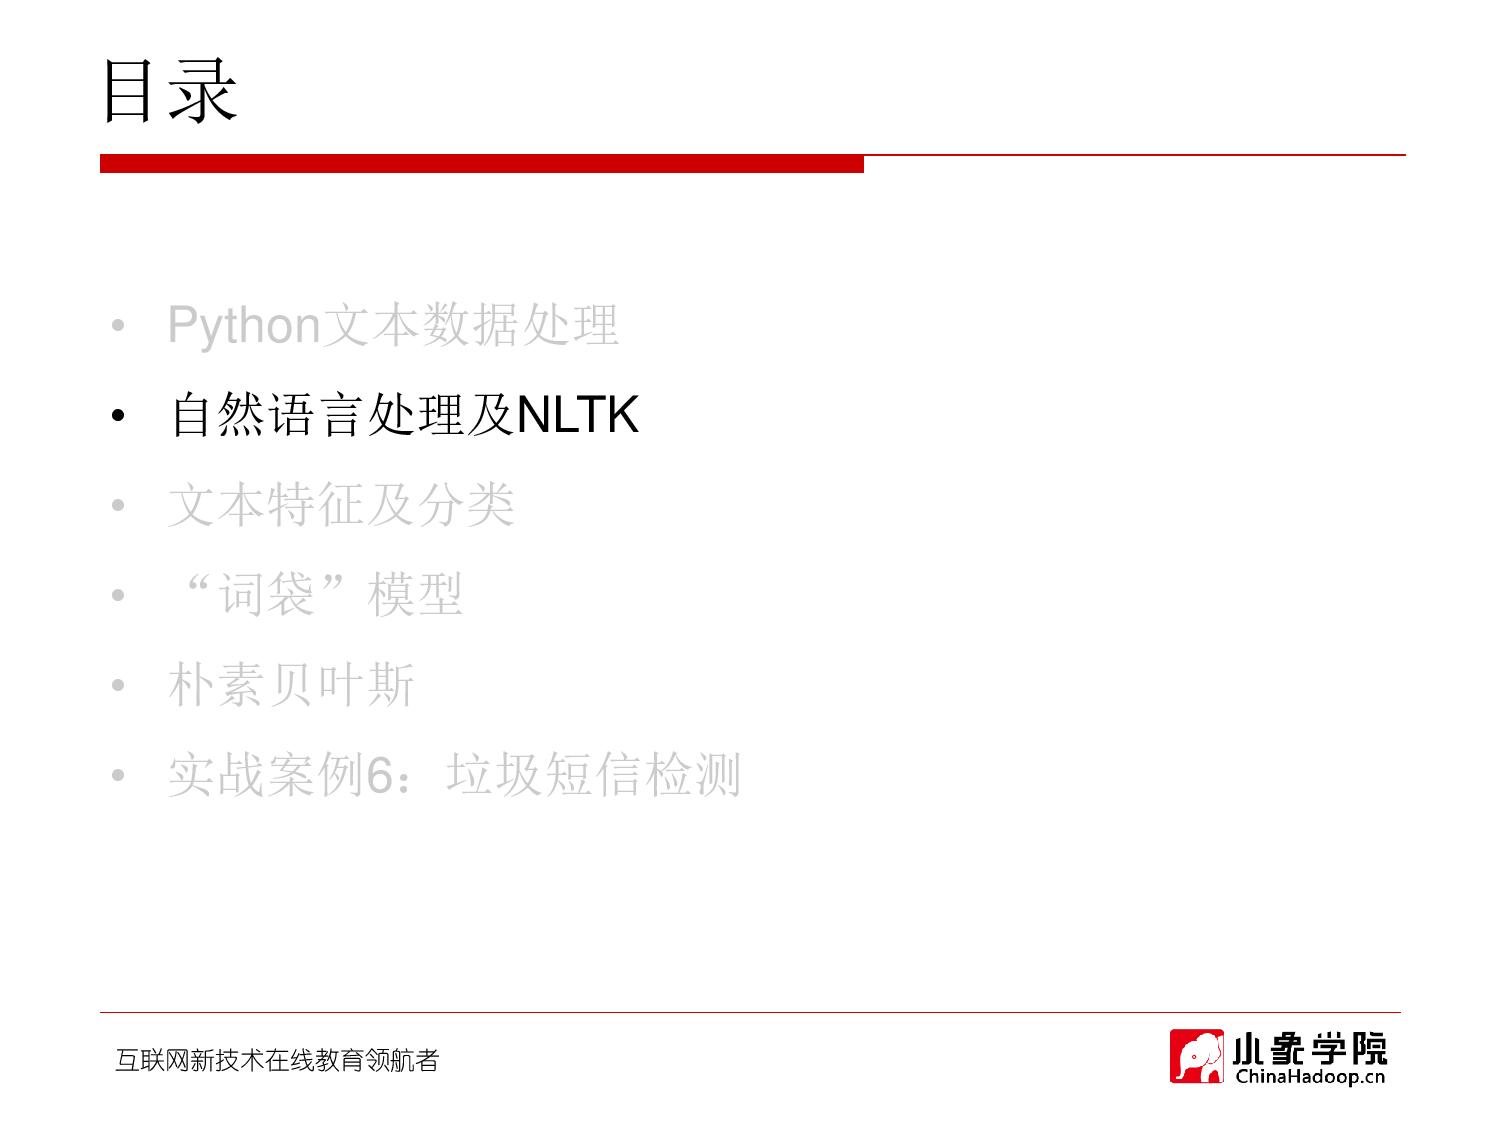 目录
• Python文本数据处理
• 自然语言处理及NLTK
• 文本特征及分类
• “词袋”模型
• 朴素贝叶斯
• 实战案例6：垃圾短信检测
互联网新技术在线教育领航者
小象学院
ChinaHadoop.cn